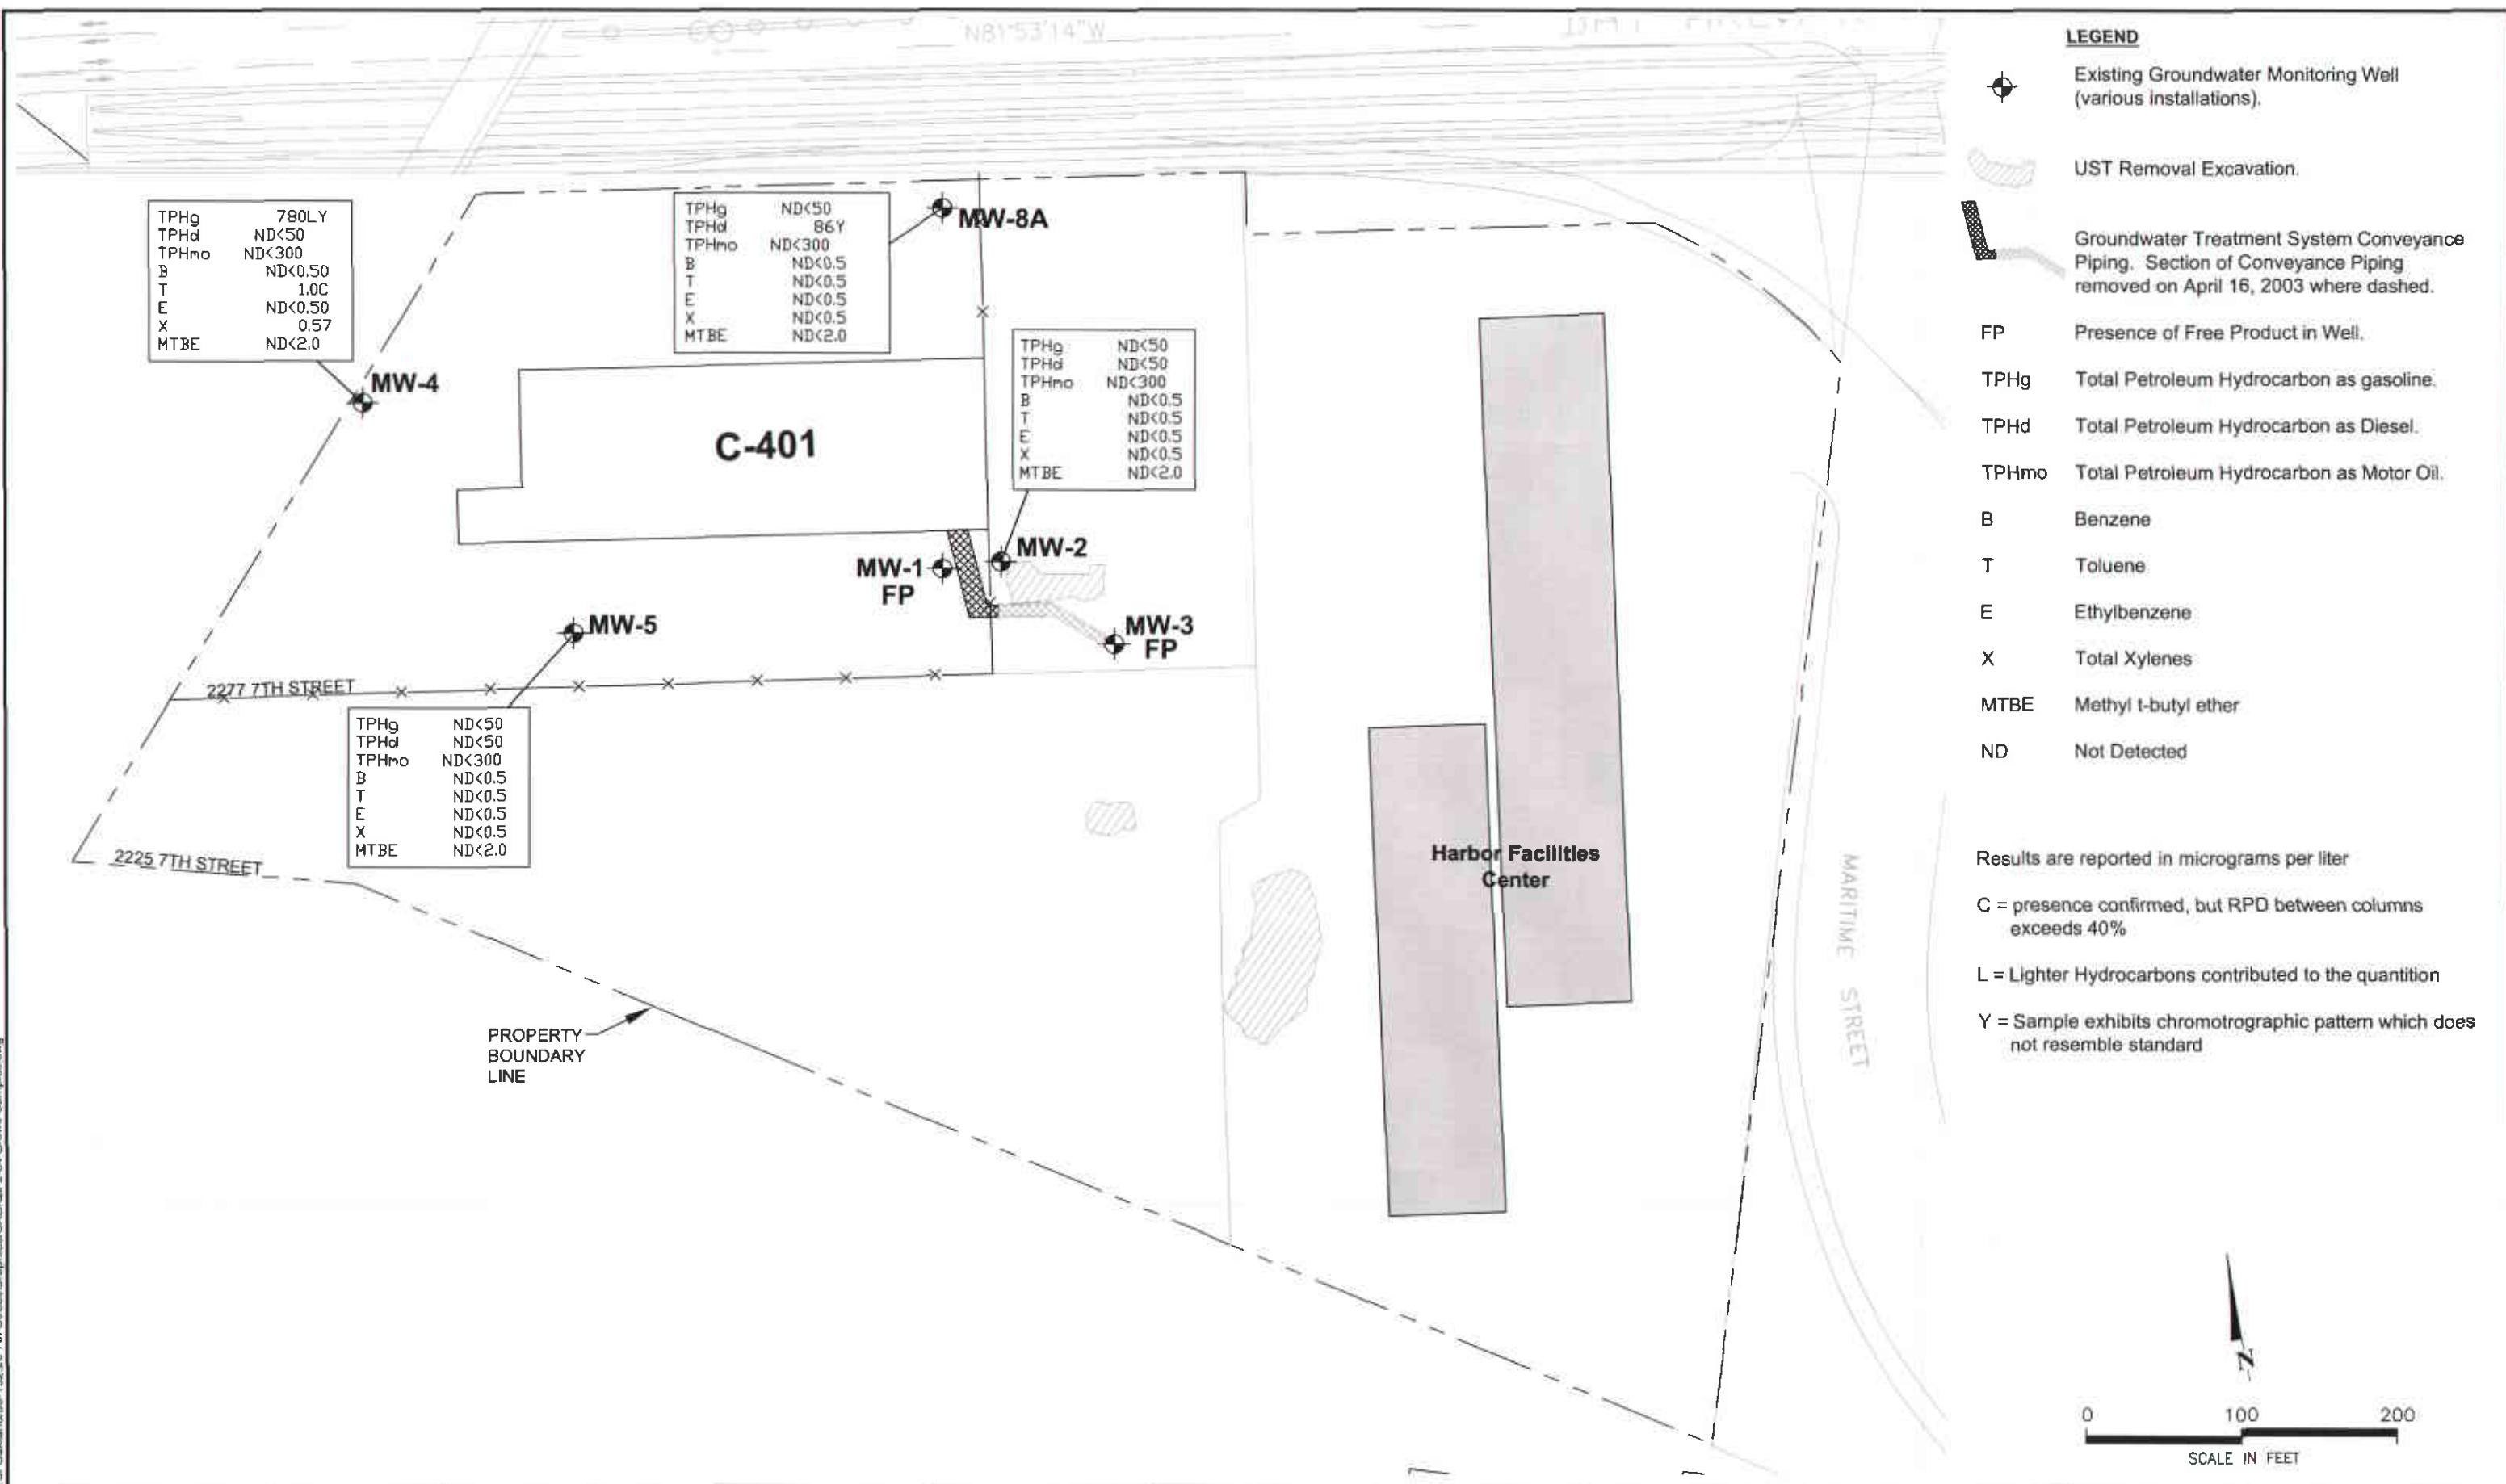 N81°53'14"W
TPHg 780LY
TPHd ND<50
TPHmo ND<300
B ND<0.50
T 1.0C
E ND<0.50
X 0.57
MTBE ND<2.0
MW-4
TPHg ND<50
TPHd 86Y
TPHmo ND<300
B ND<0.5
T ND<0.5
E ND<0.5
X ND<0.5
MTBE ND<2.0
MW-8A
TPHg ND<50
TPHd ND<50
TPHmo ND<300
B ND<0.5
T ND<0.5
E ND<0.5
X ND<0.5
MTBE ND<2.0
C-401
MW-2
MW-1
FP
MW-3
FP
MW-5
2277 7TH STREET
TPHg ND<50
TPHd ND<50
TPHmo ND<300
B ND<0.5
T ND<0.5
E ND<0.5
X ND<0.5
MTBE ND<2.0
2225 7TH STREET
Harbor Facilities
Center
MARITIME STREET
PROPERTY
BOUNDARY
LINE
LEGEND
Existing Groundwater Monitoring Well
(various installations).
UST Removal Excavation.
Groundwater Treatment System Conveyance
Piping. Section of Conveyance Piping
removed on April 16, 2003 where dashed.
FP Presence of Free Product in Well.
TPHg Total Petroleum Hydrocarbon as gasoline.
TPHd Total Petroleum Hydrocarbon as Diesel.
TPHmo Total Petroleum Hydrocarbon as Motor Oil.
B Benzene
T Toluene
E Ethylbenzene
X Total Xylenes
MTBE Methyl t-butyl ether
ND Not Detected
Results are reported in micrograms per liter
C = presence confirmed, but RPD between columns
exceeds 40%
L = Lighter Hydrocarbons contributed to the quantition
Y = Sample exhibits chromotrographic pattern which does
not resemble standard
Z
0 100 200
SCALE IN FEET